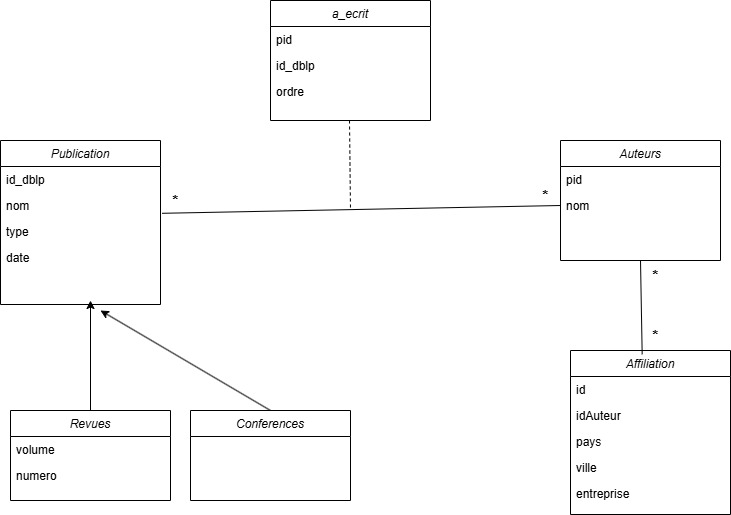 a_ecrit
pid
id_dblp
ordre
Publication
id_dblp
nom
type
date
*
*
Auteurs
pid
nom
*
*
Affiliation
id
idAuteur
pays
ville
entreprise
Revues
volume
numero
Conferences